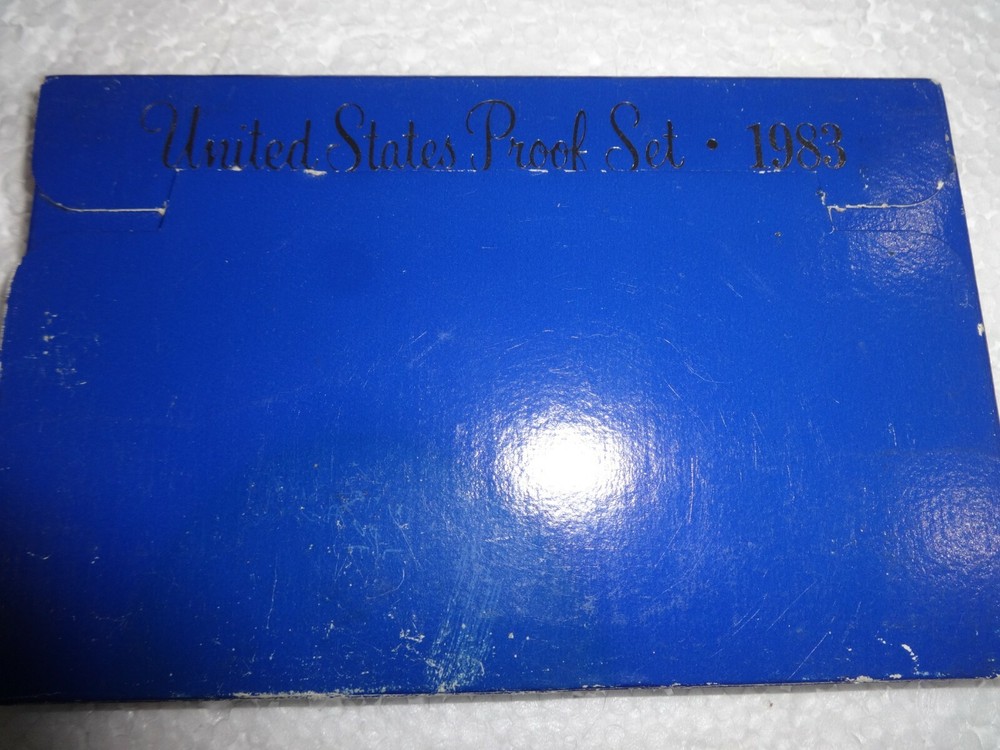 United States Proof Set • 1983